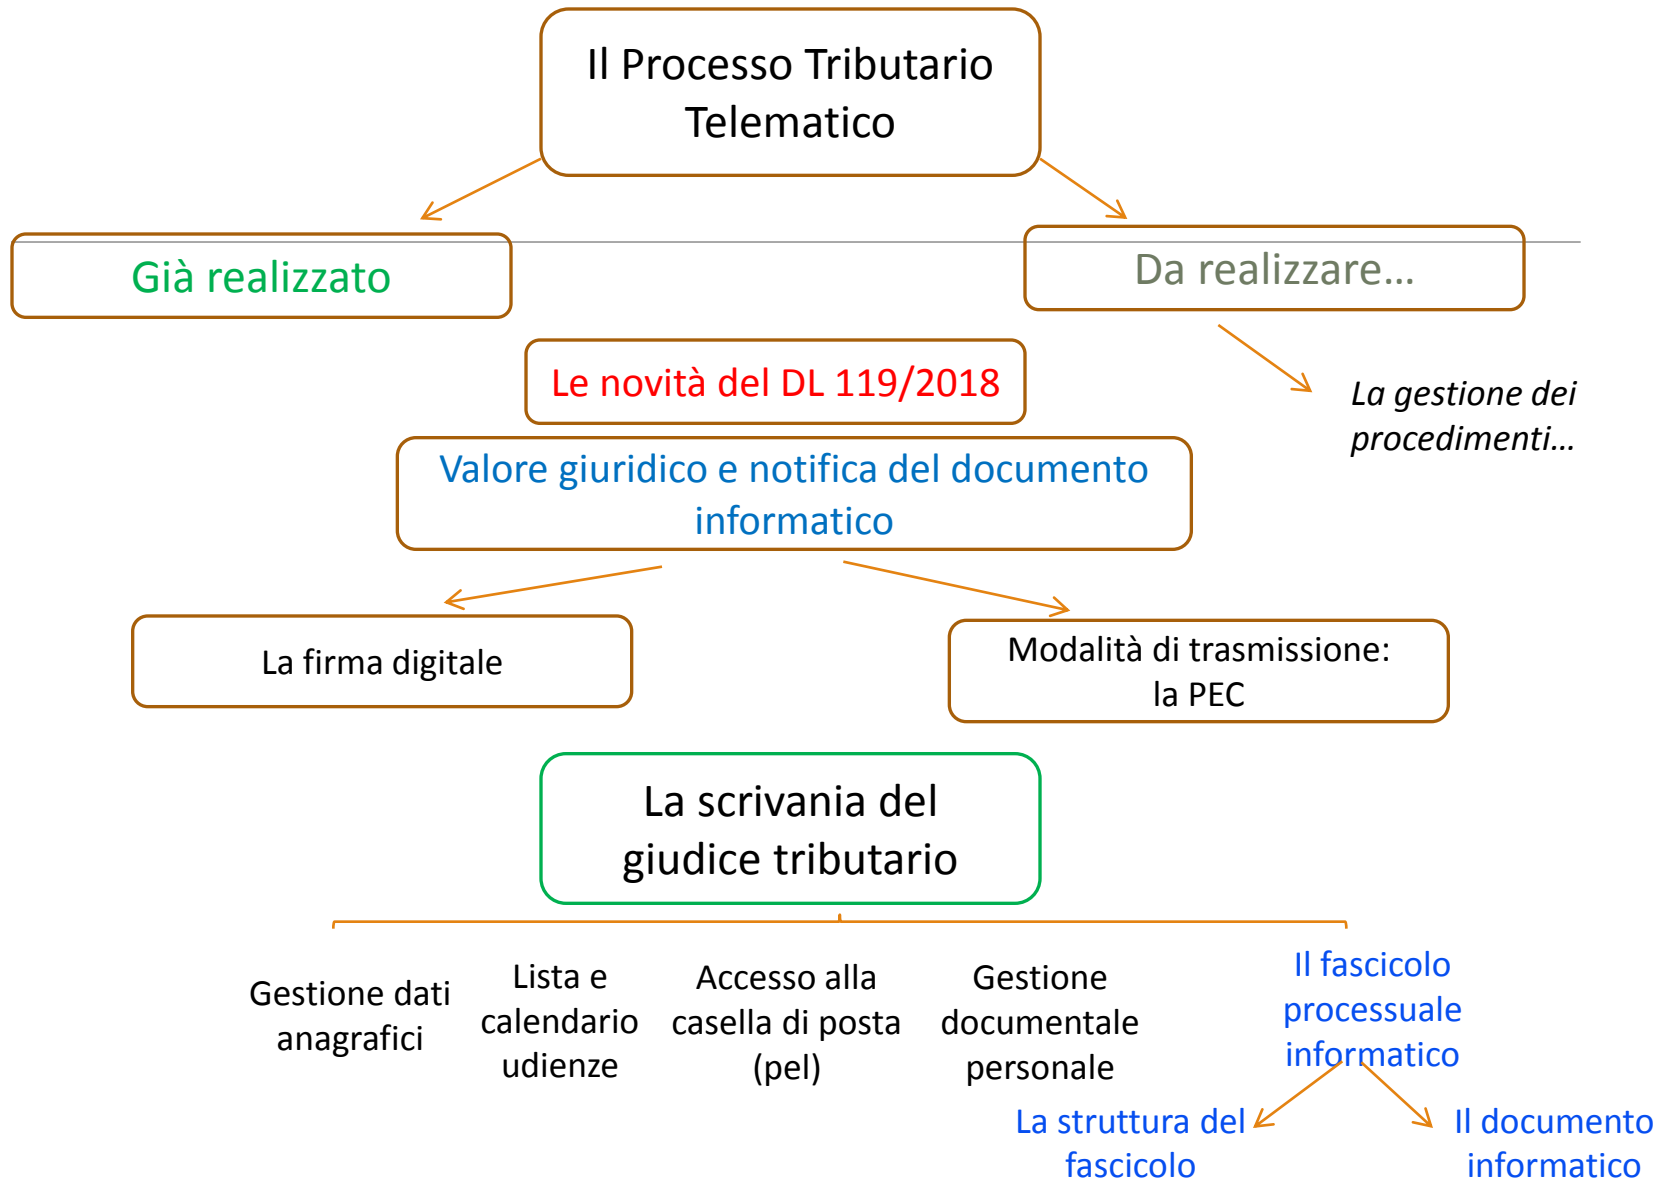 Il Processo Tributario
Telematico
Già realizzato
Da realizzare…
Le novità del DL 119/2018
La gestione dei
procedimenti…
Valore giuridico e notifica del documento
informatico
La firma digitale
Modalità di trasmissione:
la PEC
La scrivania del
giudice tributario
Gestione dati
anagrafici
Lista e
calendario
udienze
Accesso alla
casella di posta
(pel)
Gestione
documentale
personale
Il fascicolo
processuale
informatico
La struttura del
fascicolo
Il documento
informatico